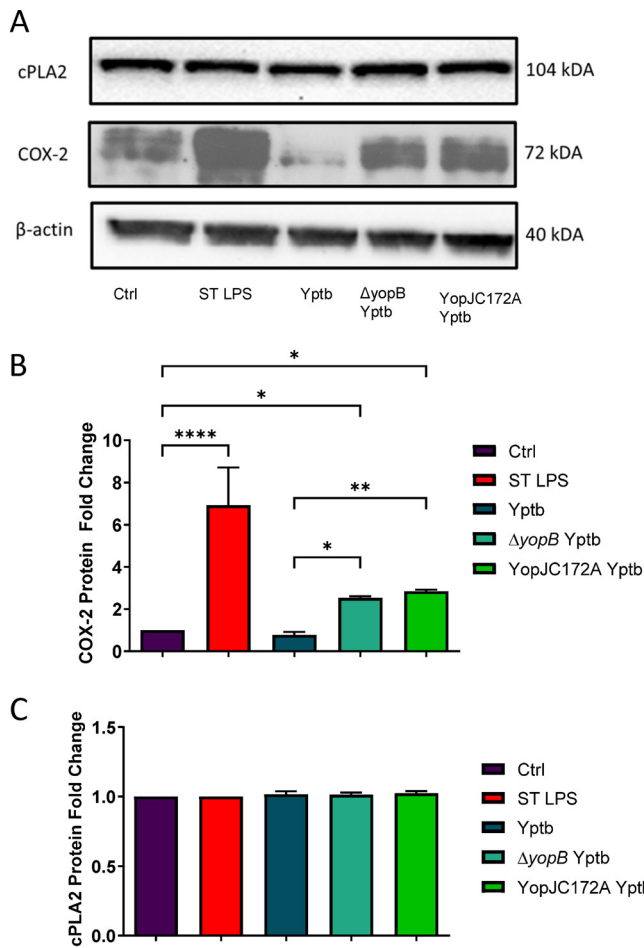 A
cPLA2
104 kDA
COX-2
72 kDA
β-actin
40 kDA
Ctrl
ST LPS
Yptb
ΔyopB
Yptb
YopJC172A
Yptb
B
*
*
****
**
*
COX-2 Protein Fold Change
10
8
6
4
2
0
Ctrl
ST LPS
Yptb
ΔyopB Yptb
YopJC172A Yptb
C
cPLA2 Protein Fold Change
1.5
1.0
0.5
0.0
Ctrl
ST LPS
Yptb
ΔyopB Yptb
YopJC172A Ypt